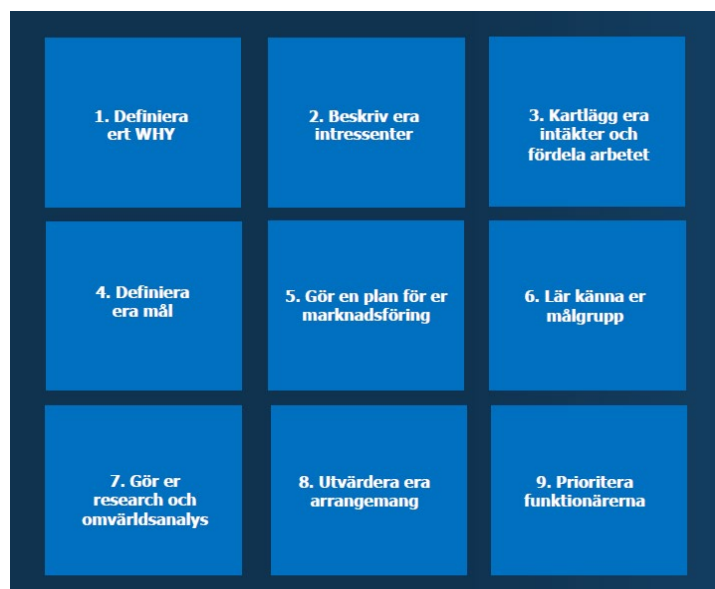 1. Definiera
ert WHY
2. Beskriv era
intressenter
3. Kartlägg era
intäkter och
fördela arbetet
4. Definiera
era mål
5. Gör en plan för er
marknadsföring
6. Lär känna er
målgrupp
7. Gör er
research och
omvärldsanalys
8. Utvärdera era
arrangemang
9. Prioritera
funktionärerna